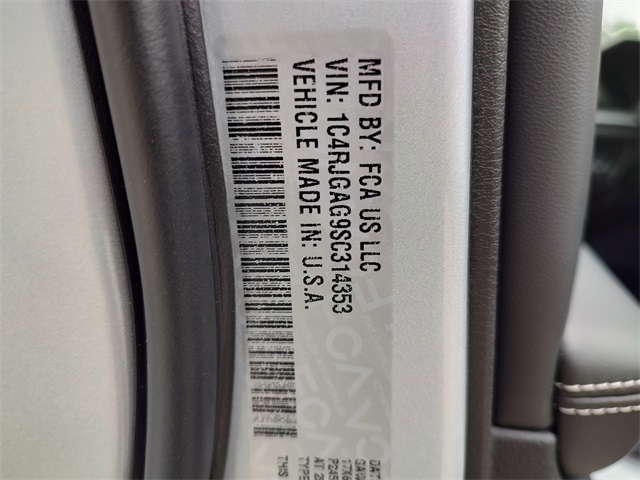 MFD BY: FCA US LLC
VIN: 1C4RJGAG9SC314353
VEHICLE MADE IN: U.S.A.